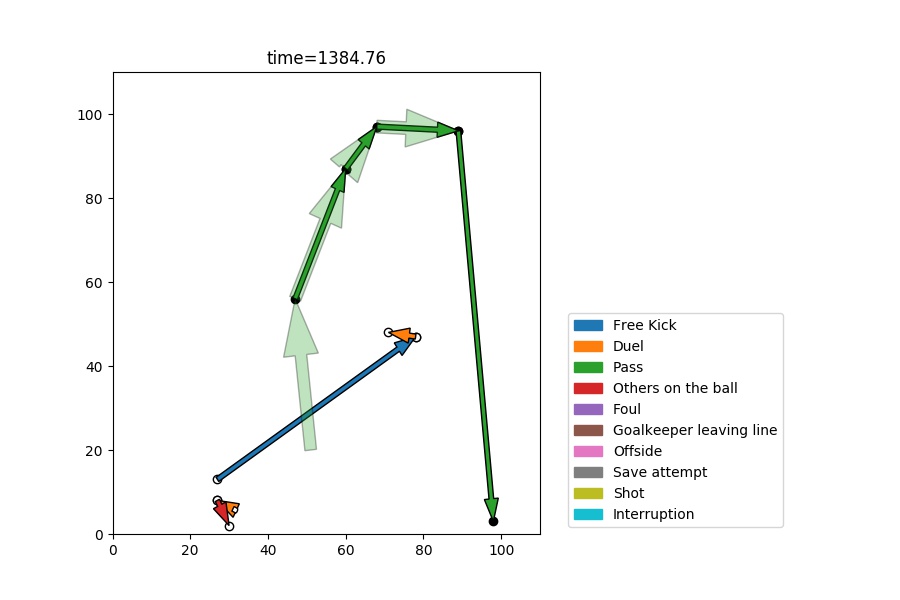 time=1384.76
100
80
60
40
20
0
0 20 40 60 80 100
Free Kick
Duel
Pass
Others on the ball
Foul
Goalkeeper leaving line
Offside
Save attempt
Shot
Interruption